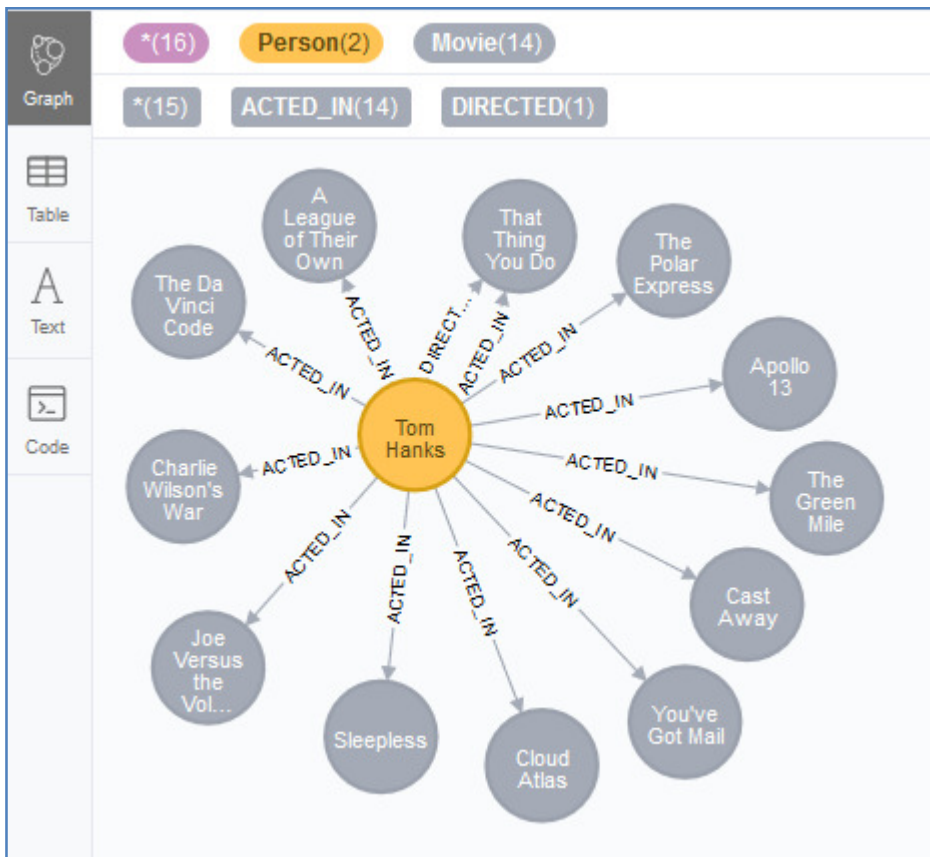 *(16) Person(2) Movie(14)
Graph
*(15) ACTED_IN(14) DIRECTED(1)
Table
Text
Code
A
League
of Their
Own
That
Thing
You Do
The
Polar
Express
The Da
Vinci
Code
Apollo
13
Tom
Hanks
Charlie
Wilson's
War
The
Green
Mile
Cast
Away
Joe
Versus
the
Vol...
Sleepless
Cloud
Atlas
You've
Got Mail
ACTED_IN
DIRECT...
ACTED_IN
ACTED_IN
ACTED_IN
ACTED_IN
ACTED_IN
ACTED_IN
ACTED_IN
ACTED_IN
ACTED_IN
ACTED_IN
ACTED_IN
ACTED_IN